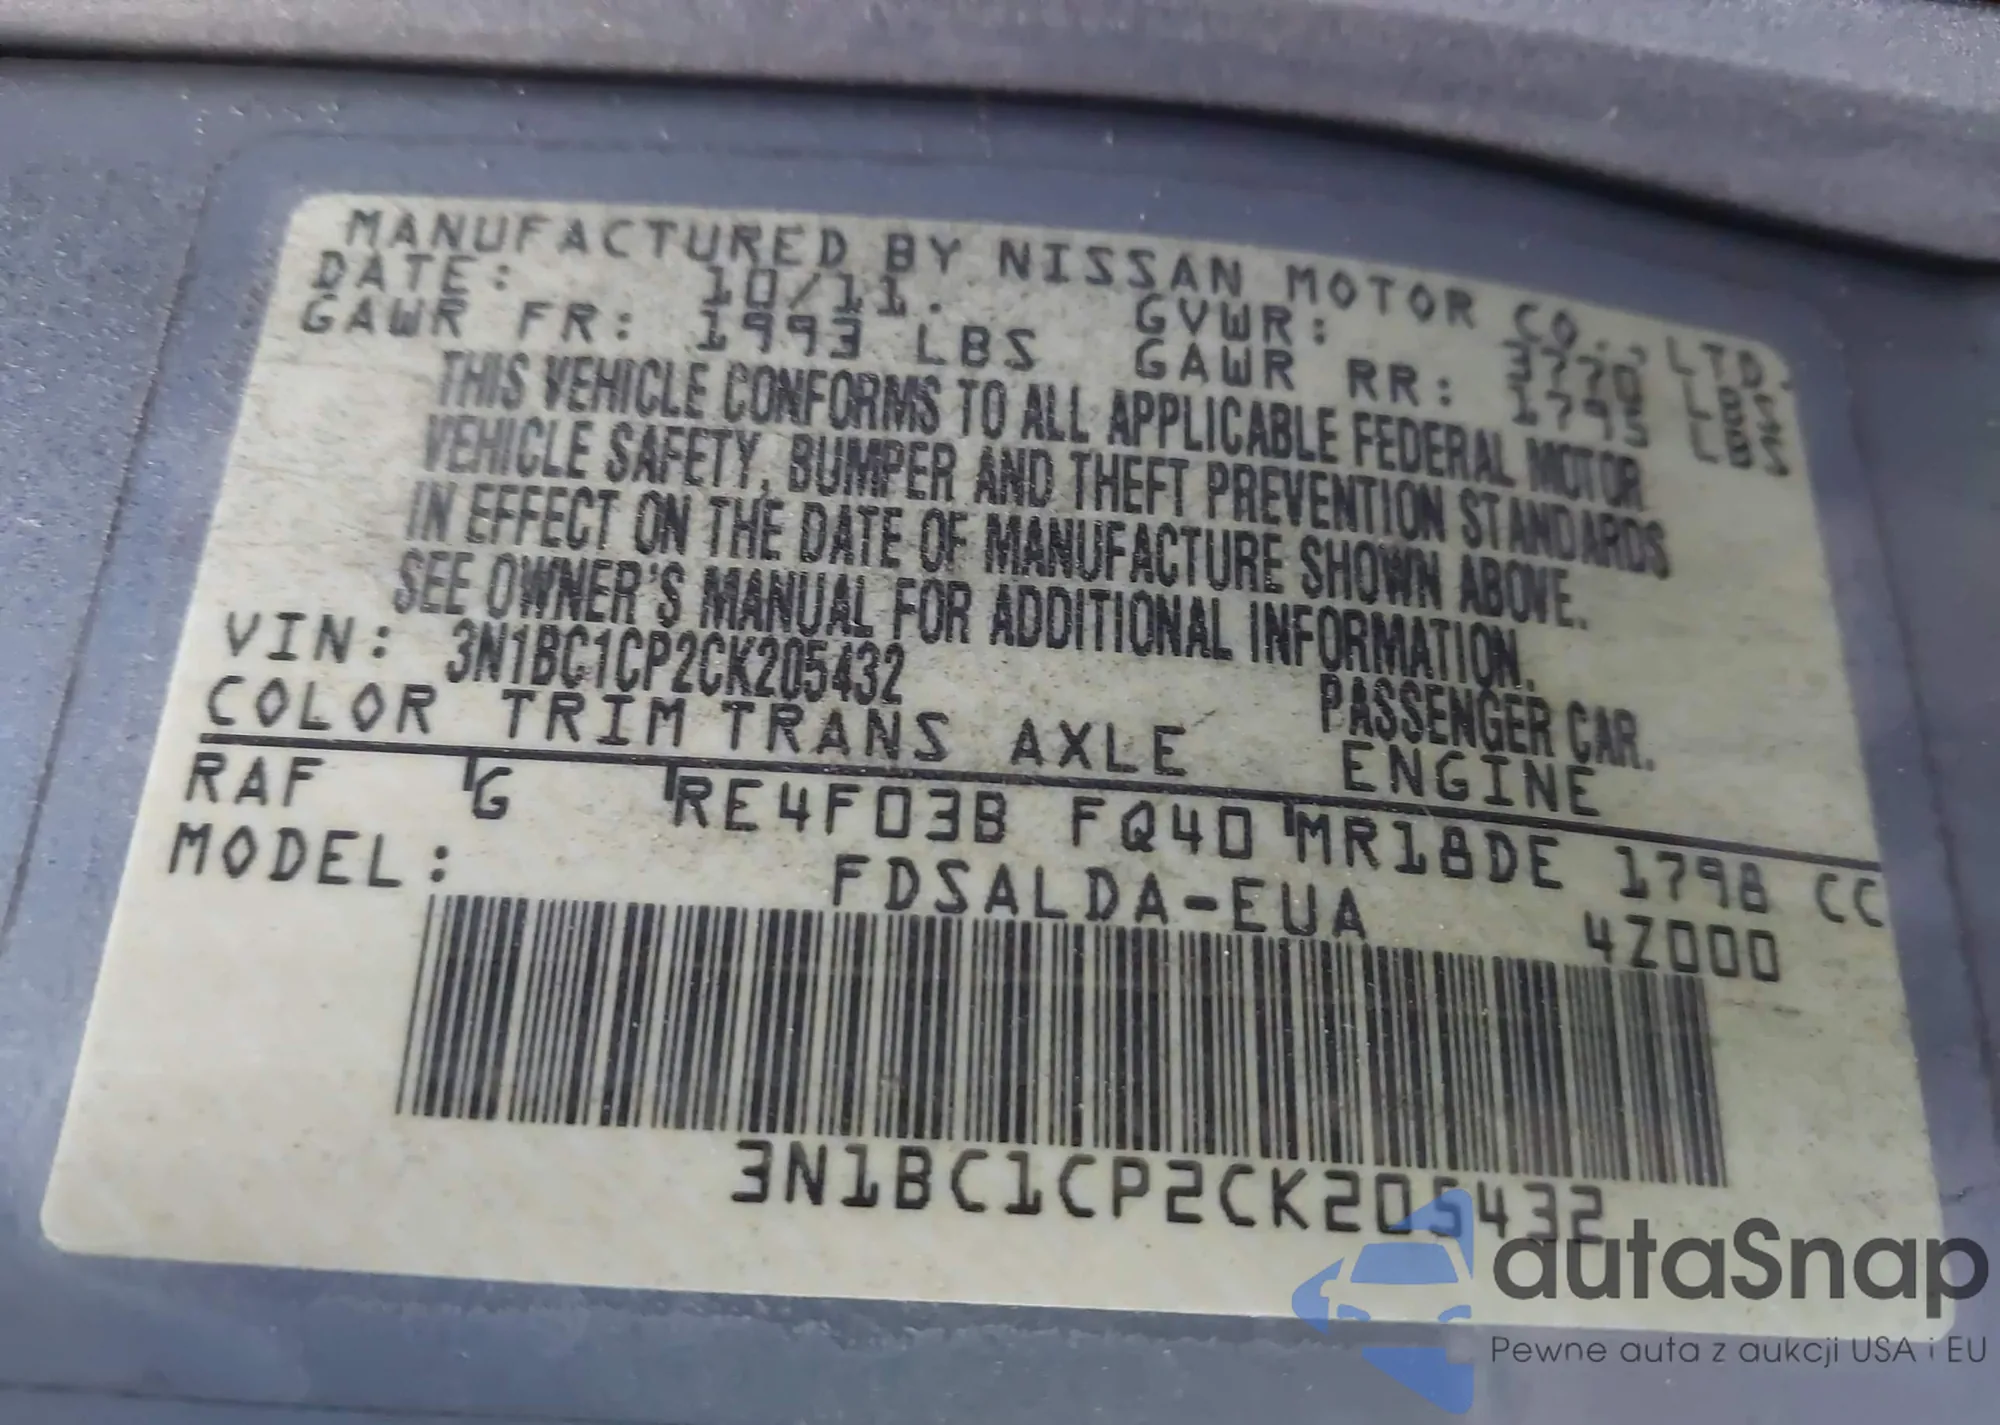 MANUFACTURED BY NISSAN MOTOR CO., LTD.
DATE: 10/11. GVWR: 3770 LBS
GAWR FR: 1993 LBS GAWR RR: 1795 LBS
THIS VEHICLE CONFORMS TO ALL APPLICABLE FEDERAL MOTOR
VEHICLE SAFETY, BUMPER AND THEFT PREVENTION STANDARDS
IN EFFECT ON THE DATE OF MANUFACTURE SHOWN ABOVE.
SEE OWNER'S MANUAL FOR ADDITIONAL INFORMATION.
VIN: 3N1BC1CP2CK205432 PASSENGER CAR.
COLOR TRIM TRANS AXLE ENGINE
RAF G RE4F03B FQ40 MR18DE 1798 CC
MODEL: FDSALDA-EUA 4Z000
3N1BC1CP2CK205432
autaSnap
Pewne auta z aukcji USA i EU